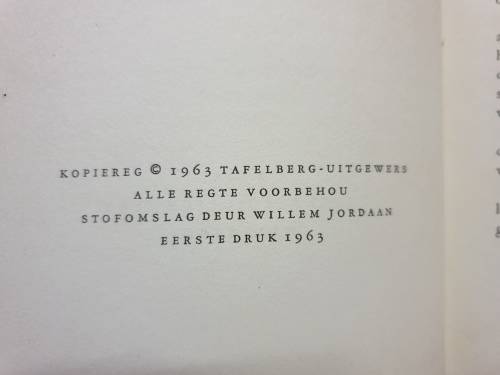 KOPIEREG © 1963 TAFELBERG-UITGEWERS
ALLE REGTE VOORBEHOU
STOFOMSLAG DEUR WILLEM JORDAAN
EERSTE DRUK 1963